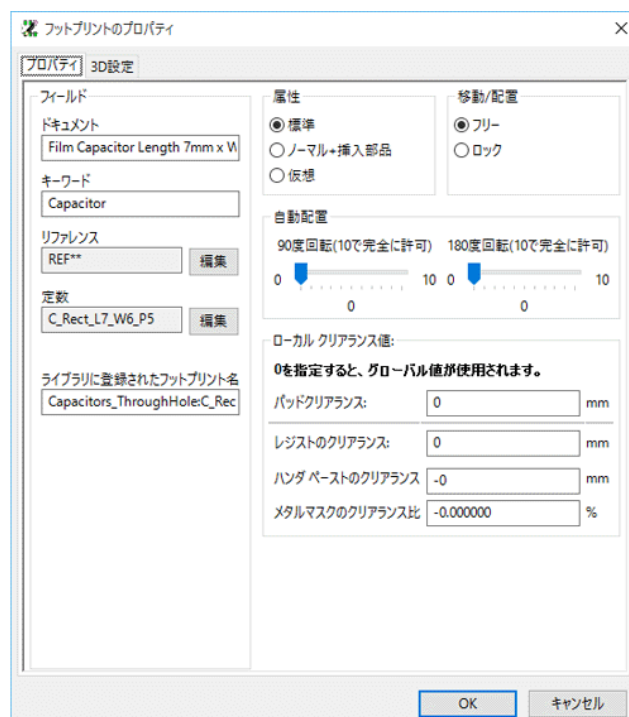 フットプリントのプロパティ
プロパティ 3D設定
フィールド
ドキュメント
Film Capacitor Length 7mm x W
キーワード
Capacitor
リファレンス
REF** 編集
定数
C_Rect_L7_W6_P5 編集
ライブラリに登録されたフットプリント名
Capacitors_ThroughHole:C_Rec
属性
標準
ノーマル+挿入部品
仮想
移動/配置
フリー
ロック
自動配置
90度回転(10で完全に許可) 180度回転(10で完全に許可)
0 10 0 10
0 0
ローカル クリアランス値:
0を指定すると、グローバル値が使用されます。
パッドクリアランス: 0 mm
レジストのクリアランス: 0 mm
ハンダ ペーストのクリアランス -0 mm
メタルマスクのクリアランス比 -0.000000 %
OK キャンセル